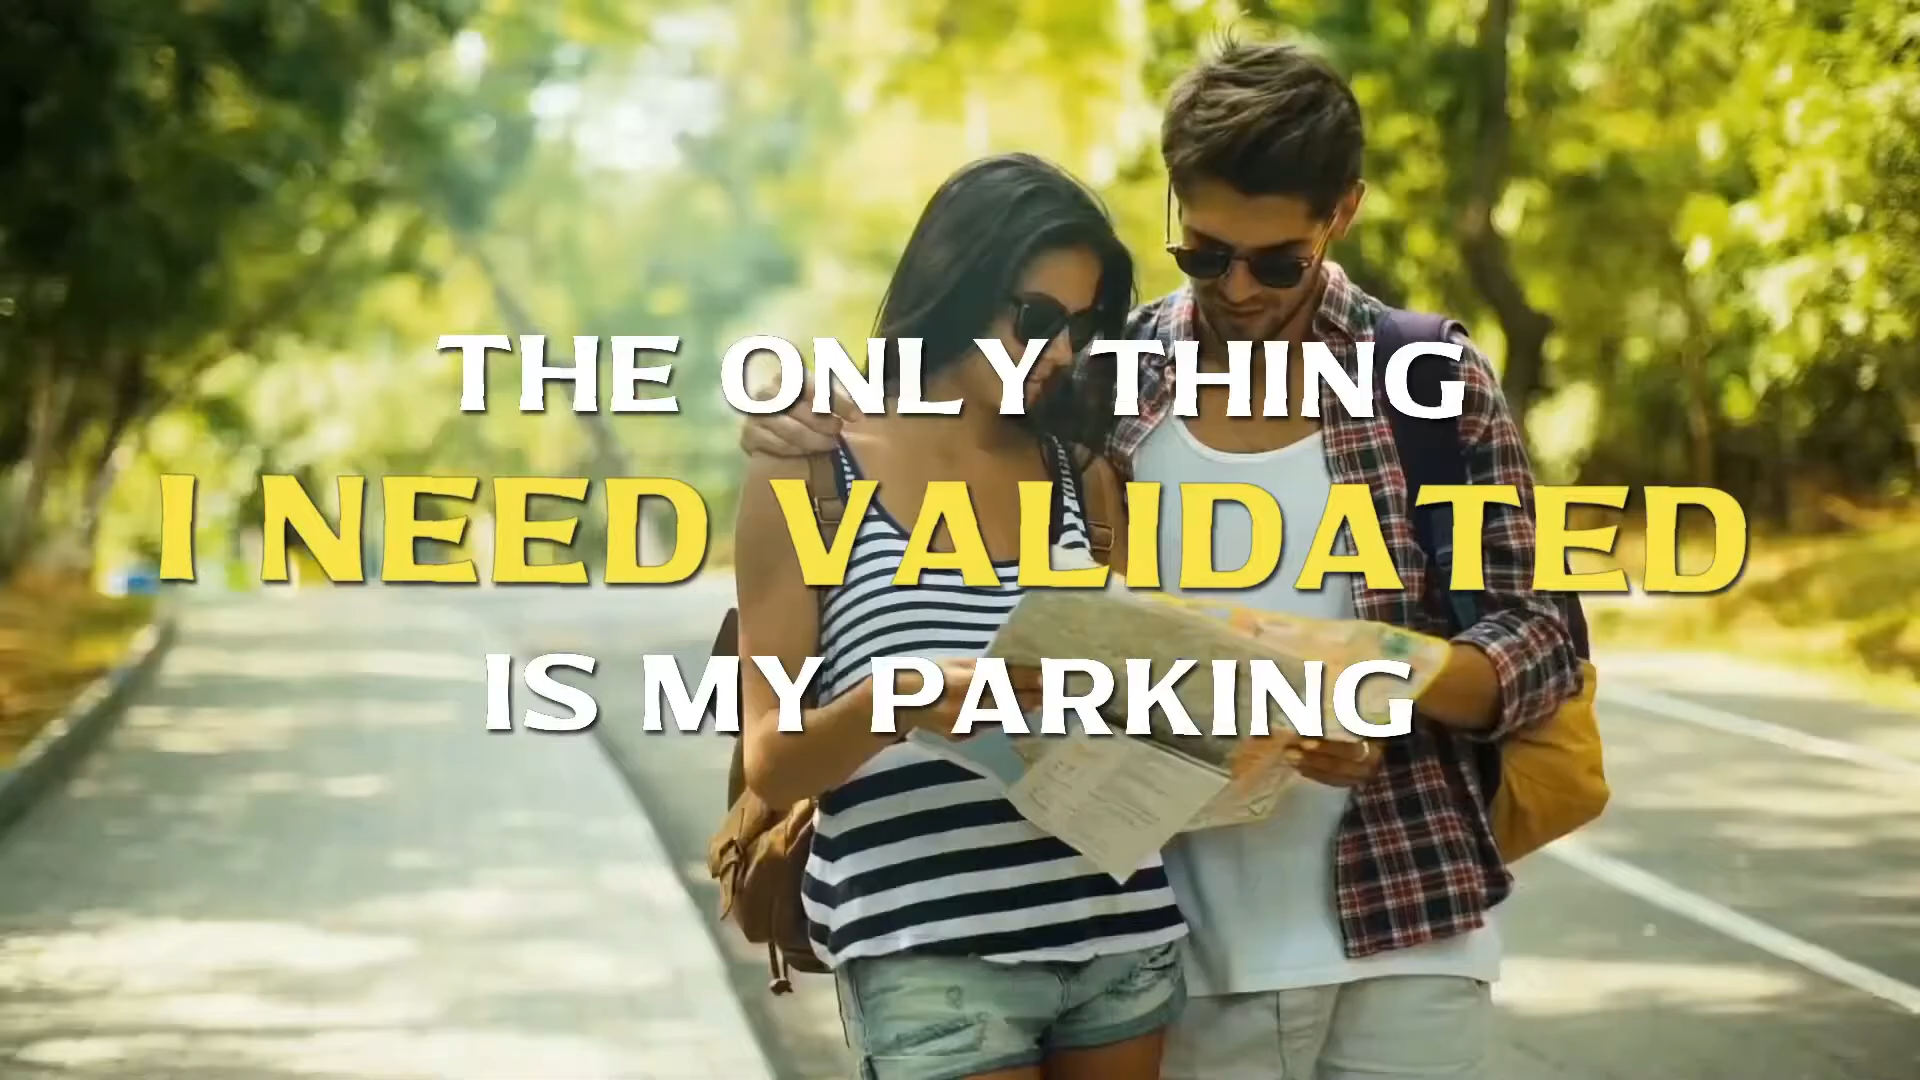 THE ONLY THING
I NEED VALIDATED
IS MY PARKING